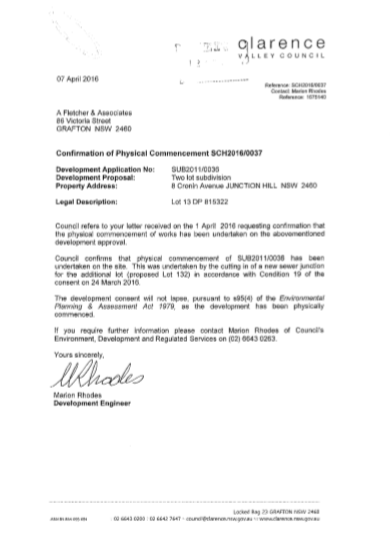 clarence
VALLEY COUNCIL
07 April 2016
Reference: SCH2016/0037
Contact: Marion Rhodes
A Fletcher & Associates
86 Victoria Street
GRAFTON NSW 2460
Confirmation of Physical Commencement SCH2016/0037
Development Application No: SUB2011/0036
Development Proposal: Two lot subdivision
Property Address: 8 Cronin Avenue JUNCTION HILL NSW 2460
Legal Description: Lot 13 DP 815322
Council refers to your letter received on the 1 April 2016 requesting confirmation that
the physical commencement of works has been undertaken on the abovementioned
development approval.
Council confirms that physical commencement of SUB2011/0036 has been
undertaken on the site. This was undertaken by the cutting in of a new sewer junction
for the additional lot (proposed Lot 132) in accordance with Condition 19 of the
consent on 24 March 2016.
The development consent will not lapse, pursuant to s95(4) of the Environmental
Planning & Assessment Act 1979, as the development has been physically
commenced.
If you require further information please contact Marion Rhodes of Council's
Environment, Development and Regulated Services on (02) 6643 0263.
Yours sincerely,
MRhodes
Marion Rhodes
Development Engineer
Locked Bag 23 GRAFTON NSW 2460
02 6643 0200 02 6642 7647 council@clarence.nsw.gov.au www.clarence.nsw.gov.au